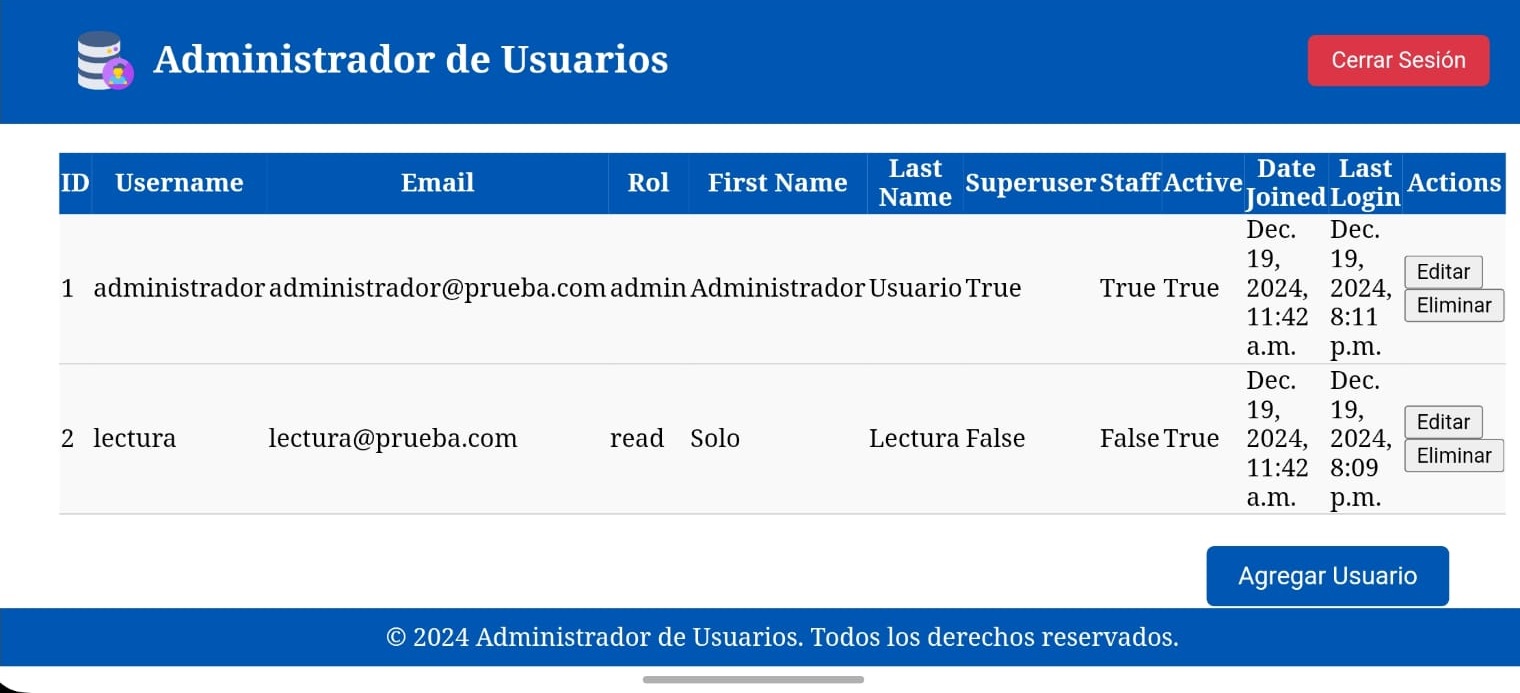 Administrador de Usuarios
Cerrar Sesión
ID Username Email Rol First Name Last Name Superuser Staff Active Date Joined Last Login Actions
1 administrador administrador@prueba.com admin Administrador Usuario True True True Dec. 19, 2024, 11:42 a.m. Dec. 19, 2024, 8:11 p.m. Editar Eliminar
2 lectura lectura@prueba.com read Solo Lectura False False True Dec. 19, 2024, 11:42 a.m. Dec. 19, 2024, 8:09 p.m. Editar Eliminar
Agregar Usuario
© 2024 Administrador de Usuarios. Todos los derechos reservados.